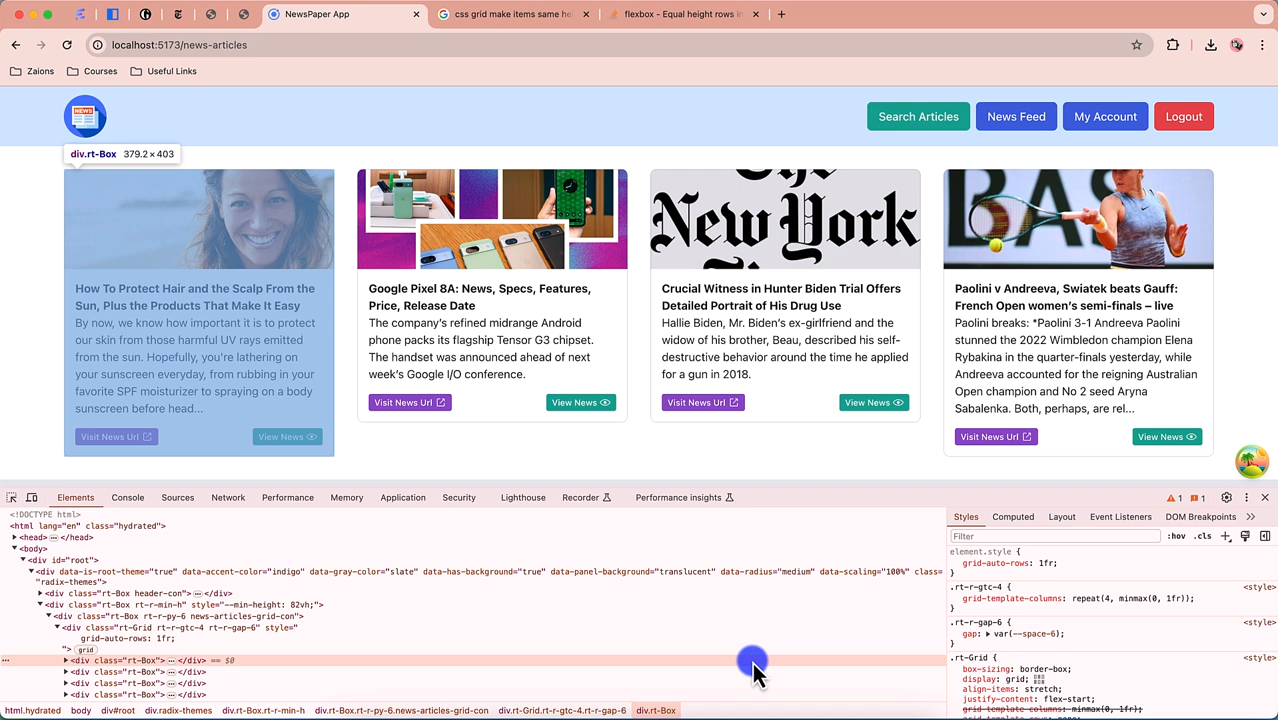 NewsPaper App
css grid make items same hei
flexbox - Equal height rows in
localhost:5173/news-articles
Zaions
Courses
Useful Links
NEWS
Search Articles
News Feed
My Account
Logout
div.rt-Box 379.2 × 403
How To Protect Hair and the Scalp From the
Sun, Plus the Products That Make It Easy
By now, we know how important it is to protect
our skin from those harmful UV rays emitted
from the sun. Hopefully, you're lathering on
your sunscreen everyday, from rubbing in your
favorite SPF moisturizer to spraying on a body
sunscreen before head...
Visit News Url
View News
Google Pixel 8A: News, Specs, Features,
Price, Release Date
The company's refined midrange Android
phone packs its flagship Tensor G3 chipset.
The handset was announced ahead of next
week's Google I/O conference.
Visit News Url
View News
The
New York
Crucial Witness in Hunter Biden Trial Offers
Detailed Portrait of His Drug Use
Hallie Biden, Mr. Biden's ex-girlfriend and the
widow of his brother, Beau, described his self-
destructive behavior around the time he applied
for a gun in 2018.
Visit News Url
View News
BAS
Paolini v Andreeva, Swiatek beats Gauff:
French Open women's semi-finals – live
Paolini breaks: *Paolini 3-1 Andreeva Paolini
stunned the 2022 Wimbledon champion Elena
Rybakina in the quarter-finals yesterday, while
Andreeva accounted for the reigning Australian
Open champion and No 2 seed Aryna
Sabalenka. Both, perhaps, are rel...
Visit News Url
View News
Elements
Console
Sources
Network
Performance
Memory
Application
Security
Lighthouse
Recorder
Performance insights
1
1
<!DOCTYPE html>
<html lang="en" class="hydrated">
<head> … </head>
<body>
<div id="root">
<div data-is-root-theme="true" data-accent-color="indigo" data-gray-color="slate" data-has-background="true" data-panel-background="translucent" data-radius="medium" data-scaling="100%" class=
"radix-themes">
<div class="rt-Box header-con"> … </div>
<div class="rt-Box rt-r-min-h" style="--min-height: 82vh;">
<div class="rt-Box rt-r-py-6 news-articles-grid-con">
<div class="rt-Grid rt-r-gtc-4 rt-r-gap-6" style="
grid-auto-rows: 1fr;
"> grid
… <div class="rt-Box"> … </div> == $0
<div class="rt-Box"> … </div>
<div class="rt-Box"> … </div>
<div class="rt-Box"> … </div>
html.hydrated
body
div#root
div.radix-themes
div.rt-Box.rt-r-min-h
div.rt-Box.rt-r-py-6.news-articles-grid-con
div.rt-Grid.rt-r-gtc-4.rt-r-gap-6
div.rt-Box
Styles
Computed
Layout
Event Listeners
DOM Breakpoints
Filter
:hov
.cls
element.style {
grid-auto-rows: 1fr;
}
.rt-r-gtc-4 { <style>
grid-template-columns: repeat(4, minmax(0, 1fr));
}
.rt-r-gap-6 { <style>
gap: var(--space-6);
}
.rt-Grid { <style>
box-sizing: border-box;
display: grid;
align-items: stretch;
justify-content: flex-start;
grid-template-columns: minmax(0, 1fr);